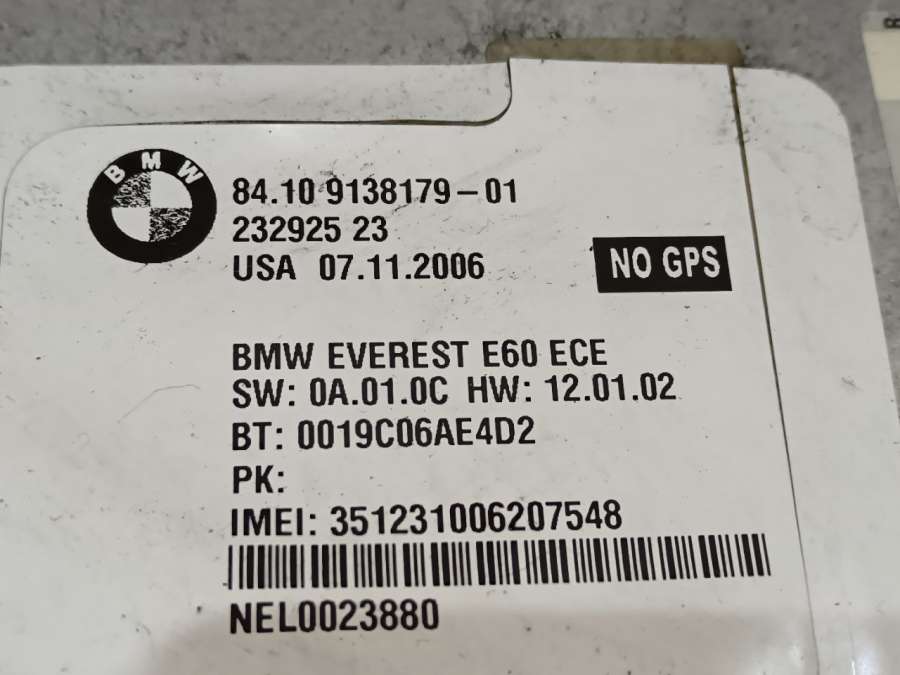 BMW
84.10 9138179-01
232925 23
USA 07.11.2006
NO GPS
BMW EVEREST E60 ECE
SW: 0A.01.0C HW: 12.01.02
BT: 0019C06AE4D2
PK:
IMEI: 351231006207548
NEL0023880